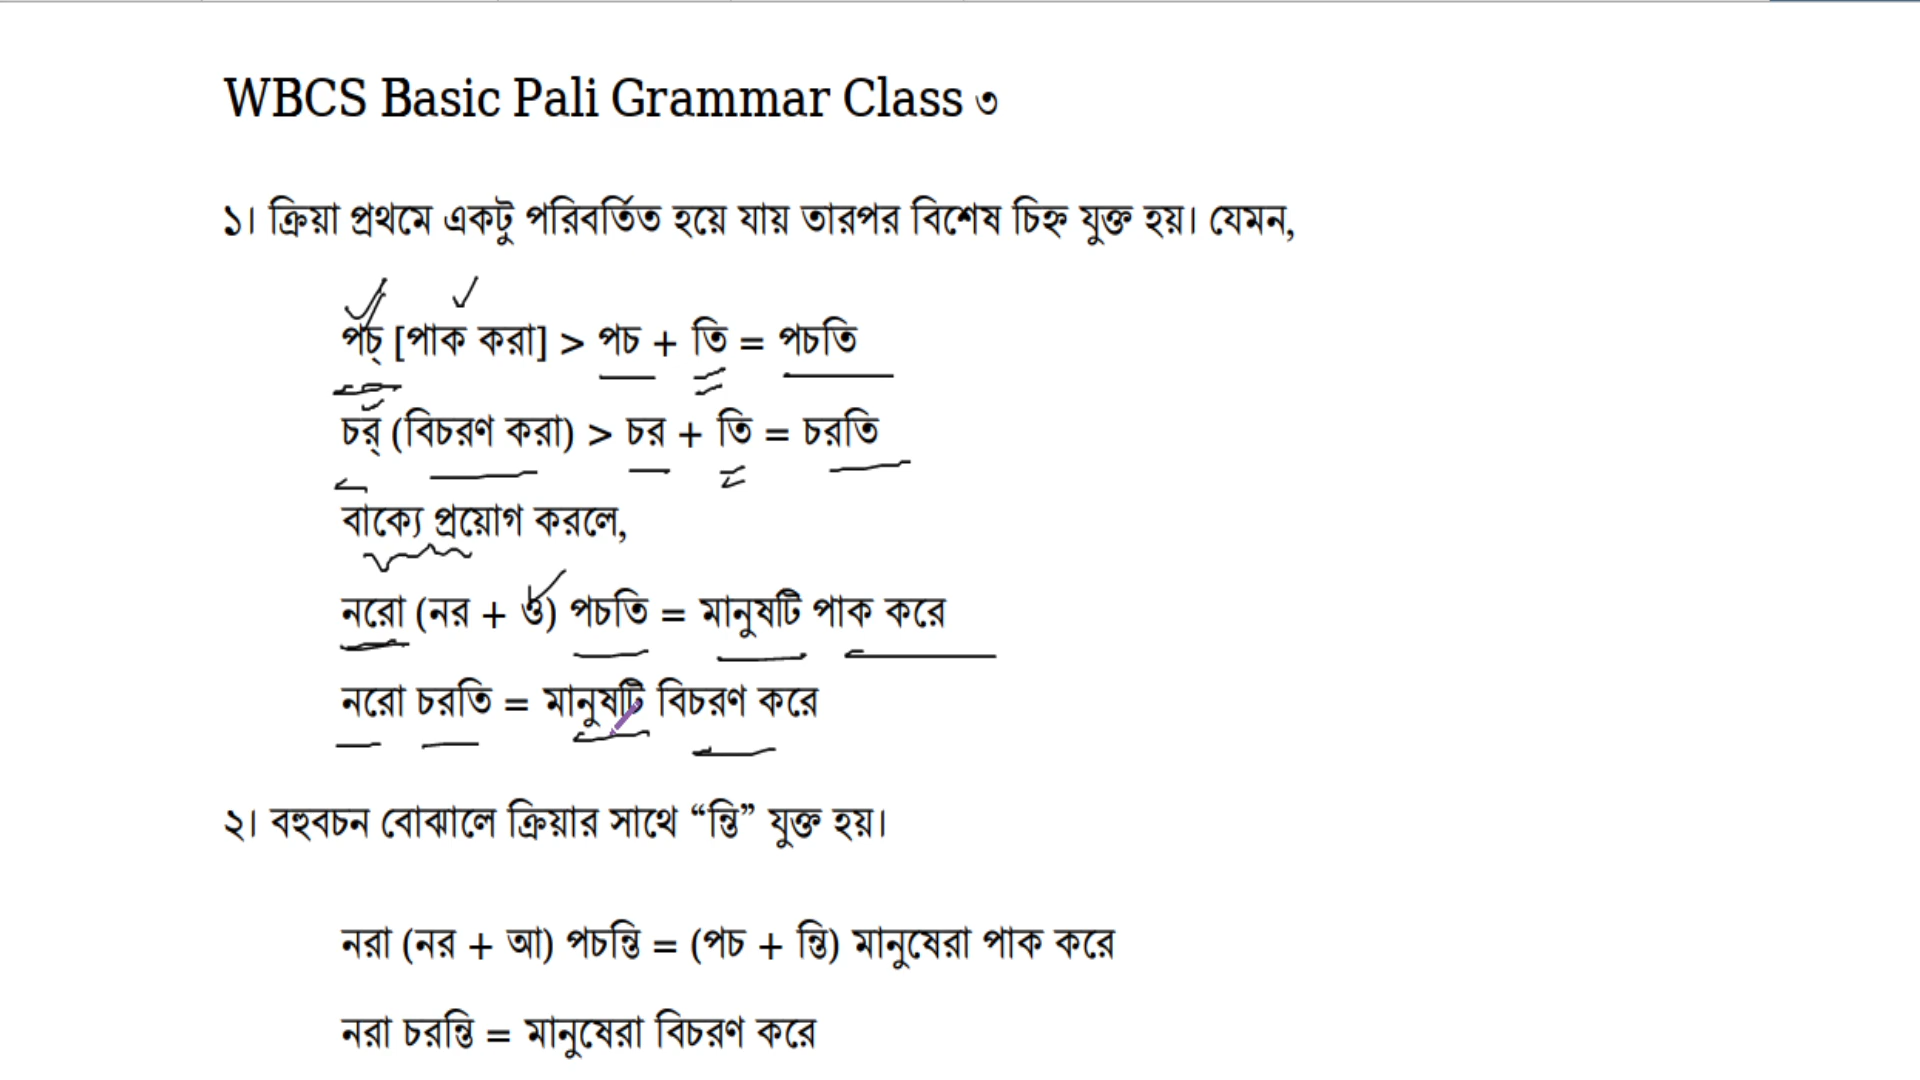 WBCS Basic Pali Grammar Class ৩
১। ক্রিয়া প্রথমে একটু পরিবর্তিত হয়ে যায় তারপর বিশেষ চিহ্ন যুক্ত হয়। যেমন,
পচ্ [পাক করা] > পচ + তি = পচতি
চর্ (বিচরণ করা) > চর + তি = চরতি
বাক্যে প্রয়োগ করলে,
নরো (নর + ও) পচতি = মানুষটি পাক করে
নরো চরতি = মানুষটি বিচরণ করে
২। বহুবচন বোঝালে ক্রিয়ার সাথে “ন্তি” যুক্ত হয়।
নরা (নর + আ) পচন্তি = (পচ + ন্তি) মানুষেরা পাক করে
নরা চরন্তি = মানুষেরা বিচরণ করে